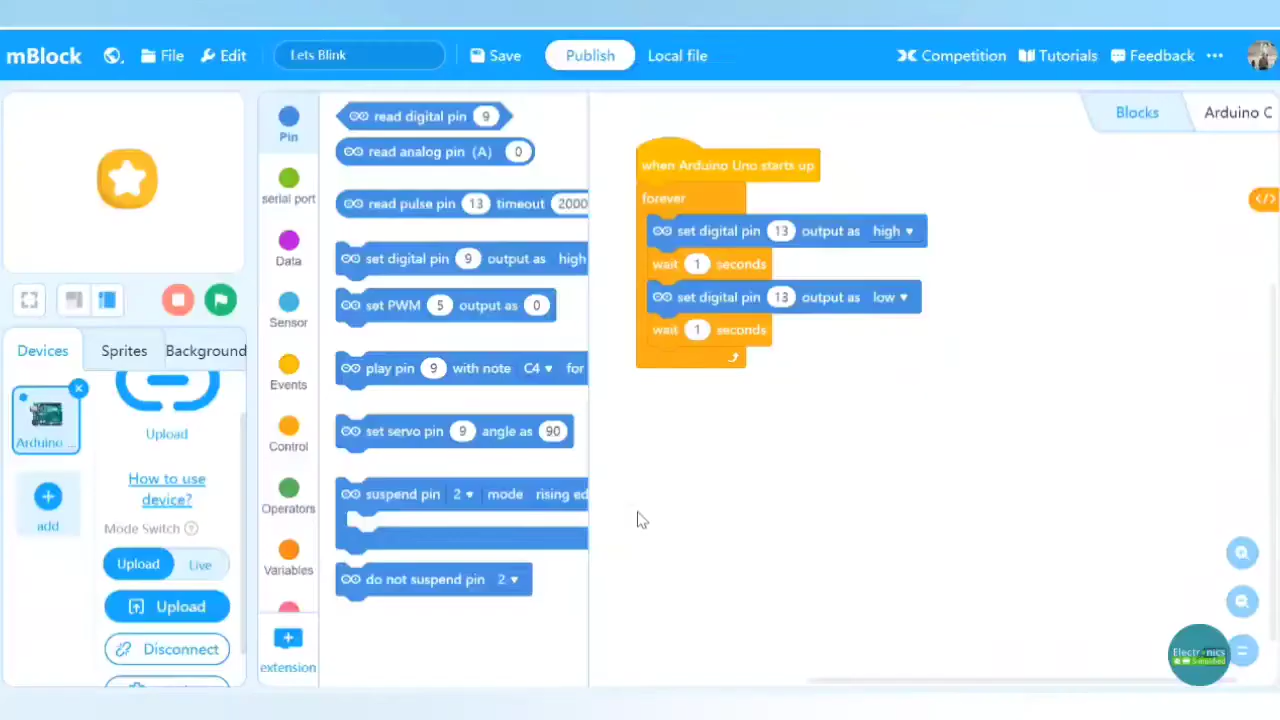 mBlock File Edit Lets Blink Save Publish Local file Competition Tutorials Feedback
Blocks Arduino C
read digital pin 9
Pin
read analog pin (A) 0
when Arduino Uno starts up
serial port
forever
read pulse pin 13 timeout 2000
set digital pin 13 output as high
Data
set digital pin 9 output as high
wait 1 seconds
set PWM 5 output as 0
set digital pin 13 output as low
Sensor
wait 1 seconds
Devices Sprites Background
play pin 9 with note C4 for
Events
Arduino ...
Upload
set servo pin 9 angle as 90
Control
How to use
device?
suspend pin 2 mode rising ed
Operators
add
Mode Switch ?
Upload Live
Variables
do not suspend pin 2
Upload
Disconnect
extension
Electronics
Simplified